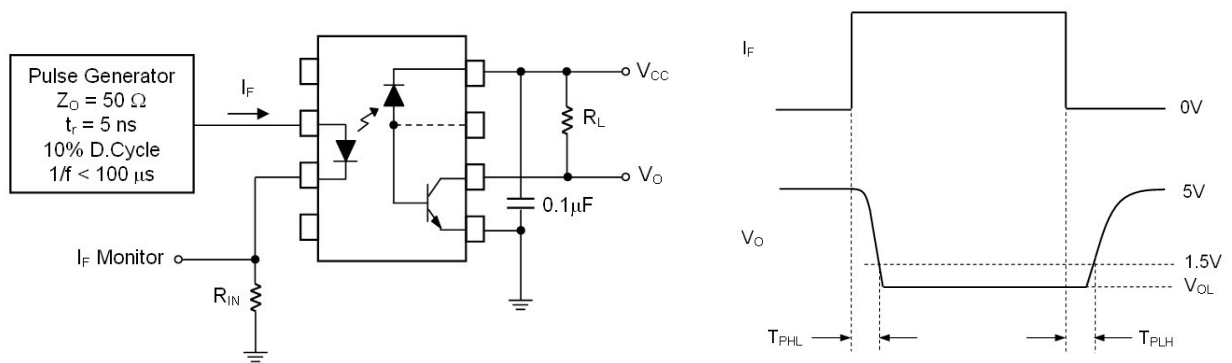 Pulse Generator
Z_O = 50 Ω
t_r = 5 ns
10% D.Cycle
1/f < 100 μs
I_F
I_F Monitor
R_IN
V_CC
R_L
V_O
0.1μF
I_F
0V
5V
V_O
1.5V
V_OL
T_PHL
T_PLH